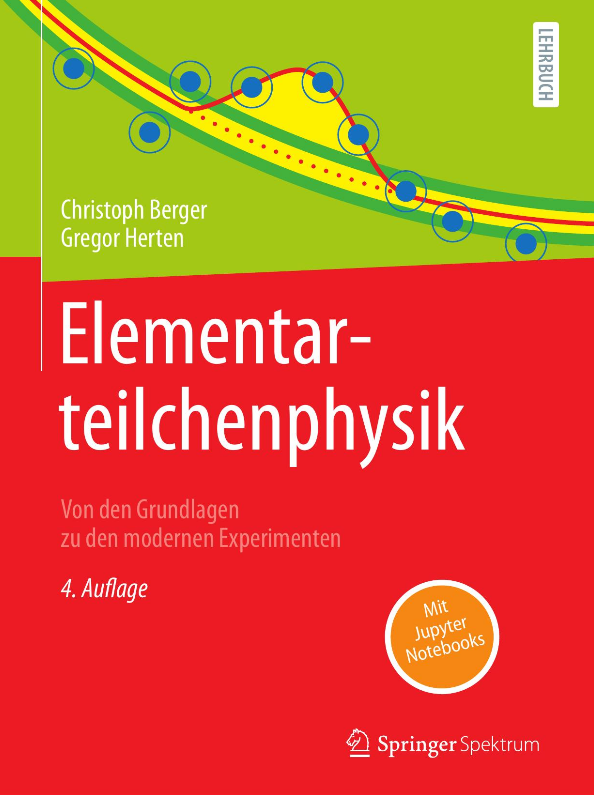 LEHRBUCH
Christoph Berger
Gregor Herten
Elementar-
teilchenphysik
Von den Grundlagen
zu den modernen Experimenten
4. Auflage
Mit
Jupyter
Notebooks
Springer Spektrum